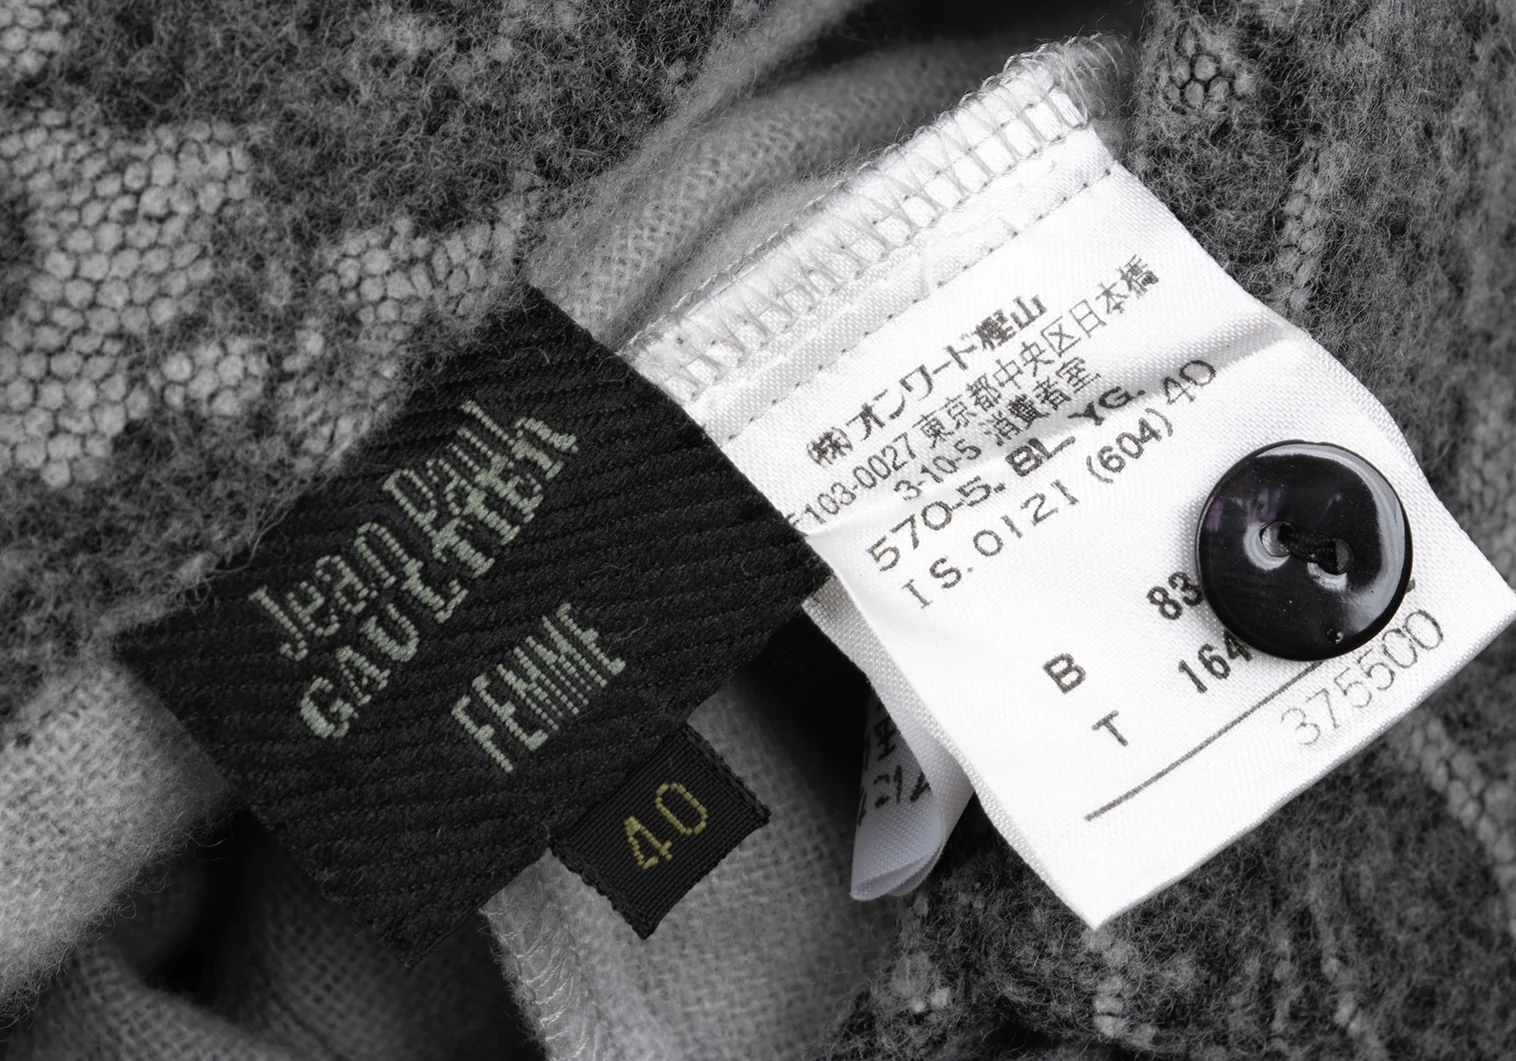 Jean Paul
GAULTIER
FEMME
40
㈱オンワード樫山
〒103-0027 東京都中央区日本橋
3-10-5 消費者室
570-5. BL- YG.
IS. 0121 (604) 40
B 83
T 164
375500